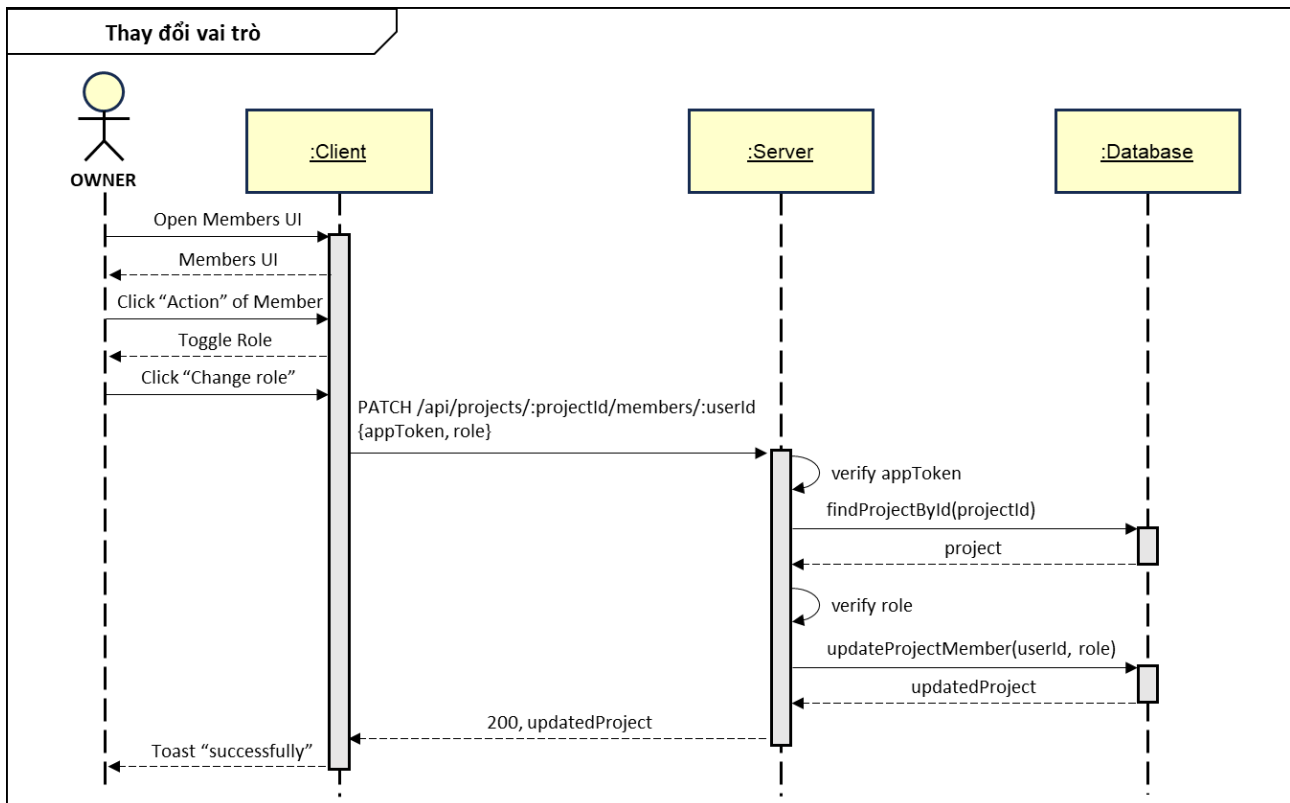 Thay đổi vai trò
OWNER
:Client
:Server
:Database
Open Members UI
Members UI
Click “Action” of Member
Toggle Role
Click “Change role”
PATCH /api/projects/:projectId/members/:userId
{appToken, role}
verify appToken
findProjectById(projectId)
project
verify role
updateProjectMember(userId, role)
updatedProject
200, updatedProject
Toast “successfully”